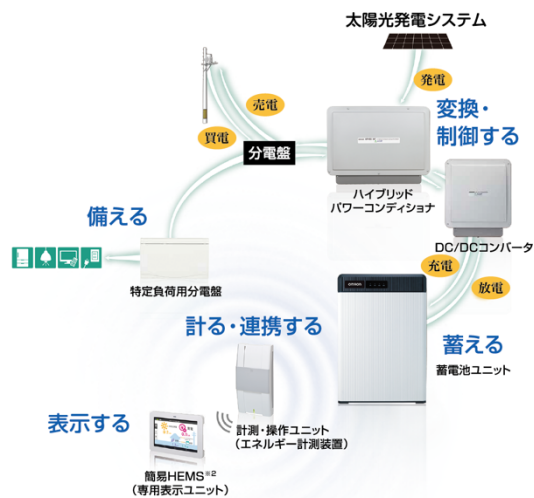 太陽光発電システム
発電
売電
買電
分電盤
変換・
制御する
ハイブリッド
パワーコンディショナ
DC/DCコンバータ
備える
特定負荷用分電盤
充電
放電
計る・連携する
蓄える
蓄電池ユニット
表示する
計測・操作ユニット
(エネルギー計測装置)
簡易HEMS※2
(専用表示ユニット)